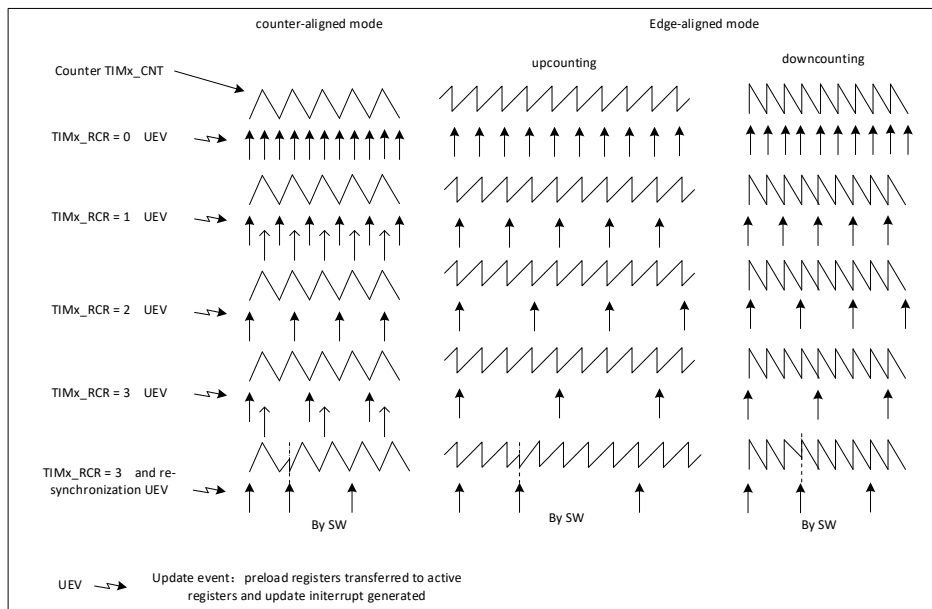 counter-aligned mode
Edge-aligned mode
Counter TIMx_CNT
upcounting
downcounting
TIMx_RCR = 0 UEV
TIMx_RCR = 1 UEV
TIMx_RCR = 2 UEV
TIMx_RCR = 3 UEV
TIMx_RCR = 3 and re-
synchronization UEV
By SW
By SW
By SW
UEV
Update event: preload registers transferred to active
registers and update initerrupt generated